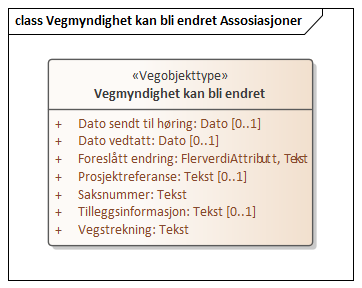 class Vegmyndighet kan bli endret Assosiasjoner
«Vegobjekttype»
Vegmyndighet kan bli endret
+ Dato sendt til høring: Dato [0..1]
+ Dato vedtatt: Dato [0..1]
+ Foreslått endring: FlerverdiAttributt, Tekst
+ Prosjektreferanse: Tekst [0..1]
+ Saksnummer: Tekst
+ Tilleggsinformasjon: Tekst [0..1]
+ Vegstrekning: Tekst